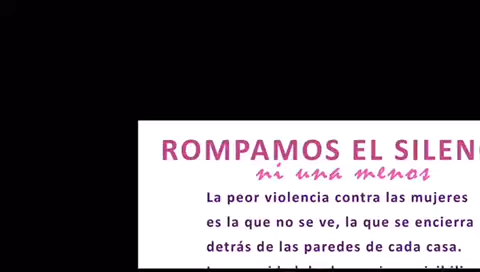 ROMPAMOS EL SILEN
ni una menos
La peor violencia contra las mujeres
es la que no se ve, la que se encierra
detrás de las paredes de cada casa.